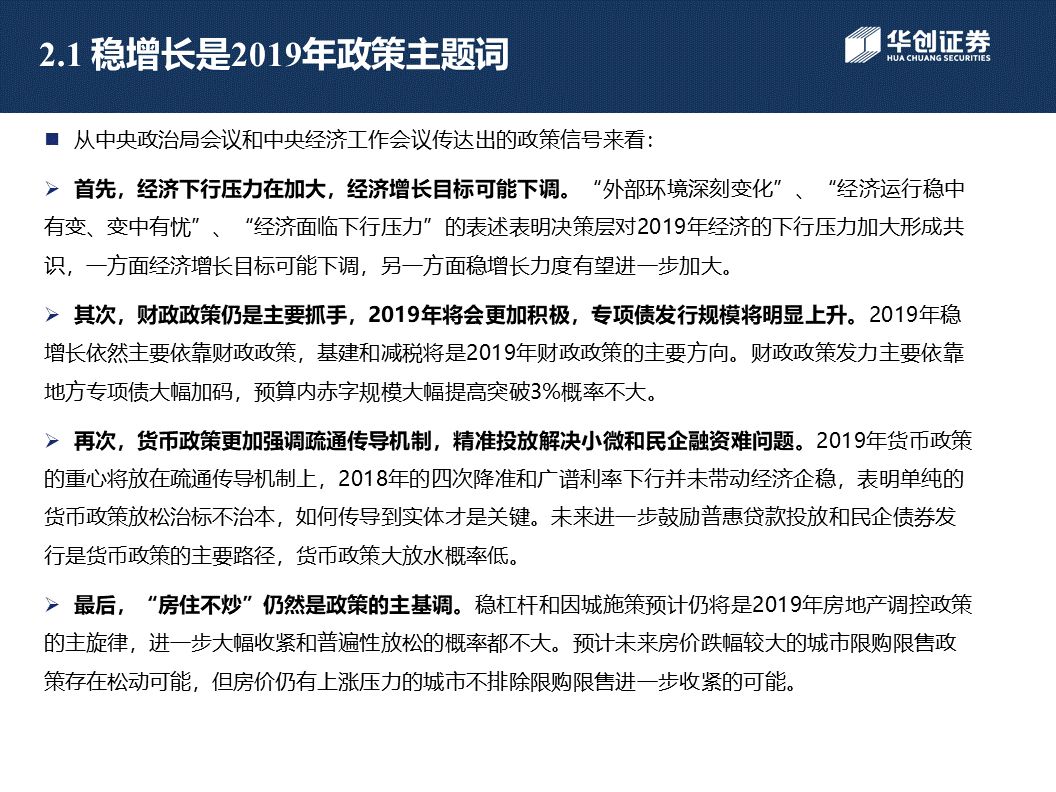 2.1 稳增长是2019年政策主题词
华创证券
HUA CHUANG SECURITIES
■ 从中央政治局会议和中央经济工作会议传达出的政策信号来看：
➢ 首先，经济下行压力在加大，经济增长目标可能下调。“外部环境深刻变化”、“经济运行稳中
有变、变中有忧”、“经济面临下行压力”的表述表明决策层对2019年经济的下行压力加大形成共
识，一方面经济增长目标可能下调，另一方面稳增长力度有望进一步加大。
➢ 其次，财政政策仍是主要抓手，2019年将会更加积极，专项债发行规模将明显上升。2019年稳
增长依然主要依靠财政政策，基建和减税将是2019年财政政策的主要方向。财政政策发力主要依靠
地方专项债大幅加码，预算内赤字规模大幅提高突破3%概率不大。
➢ 再次，货币政策更加强调疏通传导机制，精准投放解决小微和民企融资难问题。2019年货币政策
的重心将放在疏通传导机制上，2018年的四次降准和广谱利率下行并未带动经济企稳，表明单纯的
货币政策放松治标不治本，如何传导到实体才是关键。未来进一步鼓励普惠贷款投放和民企债券发
行是货币政策的主要路径，货币政策大放水概率低。
➢ 最后，“房住不炒”仍然是政策的主基调。稳杠杆和因城施策预计仍将是2019年房地产调控政策
的主旋律，进一步大幅收紧和普遍性放松的概率都不大。预计未来房价跌幅较大的城市限购限售政
策存在松动可能，但房价仍有上涨压力的城市不排除限购限售进一步收紧的可能。